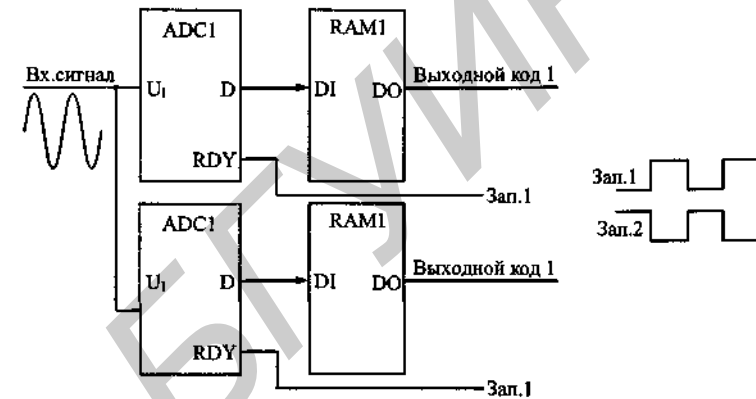 ADC1 RAM1
Вх.сигнал
U₁ D DI DO Выходной код 1
RDY
Зап.1
ADC1 RAM1
U₁ D DI DO Выходной код 1
RDY
Зап.1
Зап.1
Зап.2
БГУИР